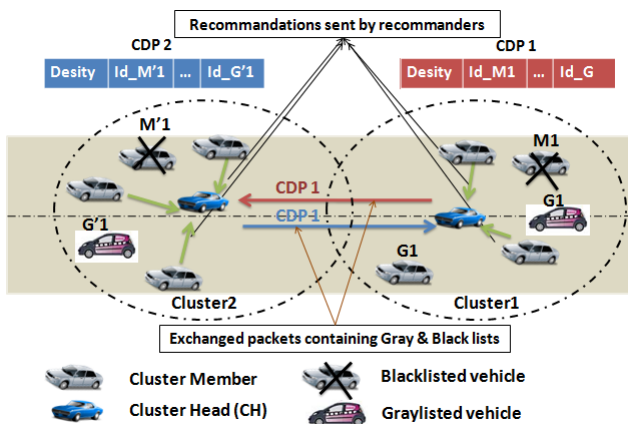 Recommandations sent by recommanders
CDP 2
CDP 1
Desity Id_M'1 ... Id_G'1
Desity Id_M1 ... Id_G
M'1
M1
CDP 1
G1
CDP 1
G'1
G1
Cluster2
Cluster1
Exchanged packets containing Gray & Black lists
Cluster Member
Blacklisted vehicle
Cluster Head (CH)
Graylisted vehicle